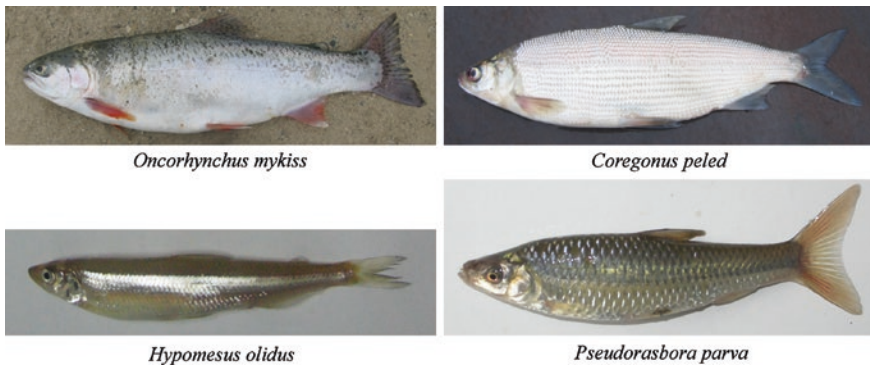 Oncorhynchus mykiss
Coregonus peled
Hypomesus olidus
Pseudorasbora parva